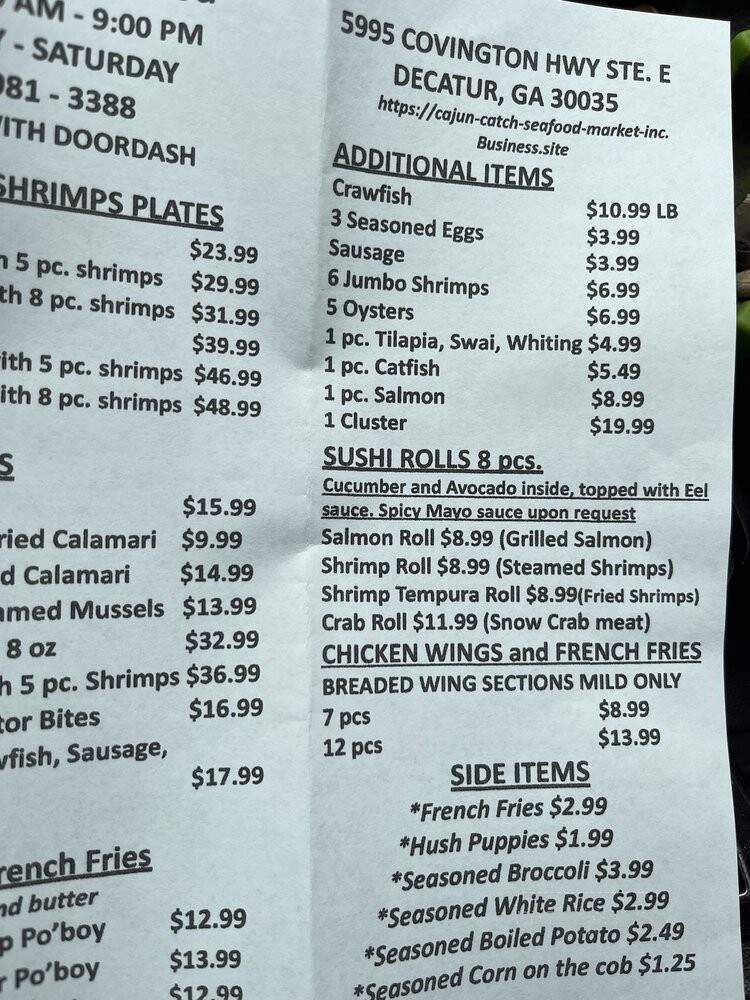 AM - 9:00 PM
- SATURDAY
981 - 3388
WITH DOORDASH
SHRIMPS PLATES
$23.99
5 pc. shrimps $29.99
th 8 pc. shrimps $31.99
$39.99
ith 5 pc. shrimps $46.99
ith 8 pc. shrimps $48.99
S
$15.99
ried Calamari $9.99
d Calamari $14.99
med Mussels $13.99
8 oz $32.99
h 5 pc. Shrimps $36.99
tor Bites $16.99
wfish, Sausage,
$17.99
rench Fries
nd butter
p Po'boy $12.99
r Po'boy $13.99
$12.99
5995 COVINGTON HWY STE. E
DECATUR, GA 30035
https://cajun-catch-seafood-market-inc.
Business.site
ADDITIONAL ITEMS
Crawfish $10.99 LB
3 Seasoned Eggs $3.99
Sausage $3.99
6 Jumbo Shrimps $6.99
5 Oysters $6.99
1 pc. Tilapia, Swai, Whiting $4.99
1 pc. Catfish $5.49
1 pc. Salmon $8.99
1 Cluster $19.99
SUSHI ROLLS 8 pcs.
Cucumber and Avocado inside, topped with Eel
sauce. Spicy Mayo sauce upon request
Salmon Roll $8.99 (Grilled Salmon)
Shrimp Roll $8.99 (Steamed Shrimps)
Shrimp Tempura Roll $8.99(Fried Shrimps)
Crab Roll $11.99 (Snow Crab meat)
CHICKEN WINGS and FRENCH FRIES
BREADED WING SECTIONS MILD ONLY
7 pcs $8.99
12 pcs $13.99
SIDE ITEMS
*French Fries $2.99
*Hush Puppies $1.99
*Seasoned Broccoli $3.99
*Seasoned White Rice $2.99
*Seasoned Boiled Potato $2.49
*Seasoned Corn on the cob $1.25